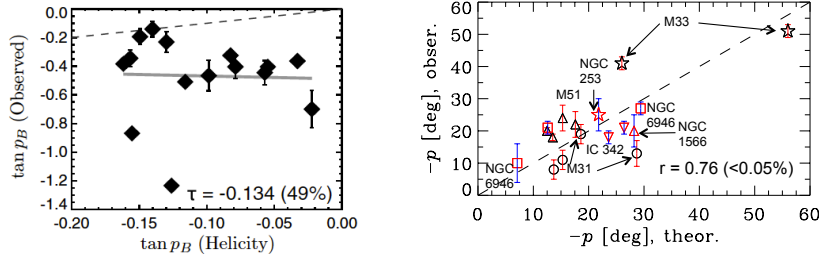 tan p_B (Observed)
0.0
-0.2
-0.4
-0.6
-0.8
-1.0
-1.2
-1.4
τ = -0.134 (49%)
-0.20
-0.15
-0.10
-0.05
0.00
tan p_B (Helicity)
−p [deg], obser.
60
50
40
30
20
10
0
M33
NGC
253
M51
NGC
6946
NGC
1566
IC 342
NGC
6946
M31
r = 0.76 (<0.05%)
0
10
20
30
40
50
60
−p [deg], theor.